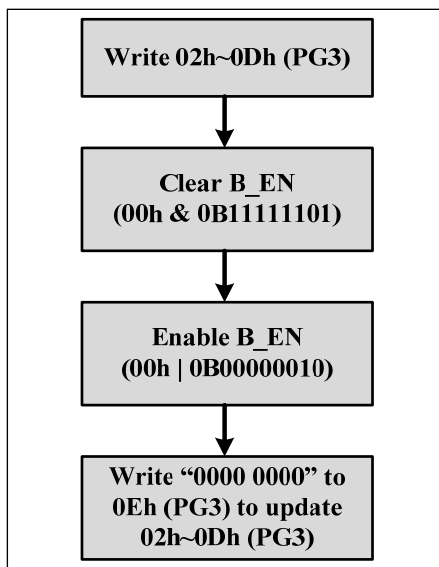 Write 02h~0Dh (PG3)
Clear B_EN
(00h & 0B11111101)
Enable B_EN
(00h | 0B00000010)
Write “0000 0000” to
0Eh (PG3) to update
02h~0Dh (PG3)